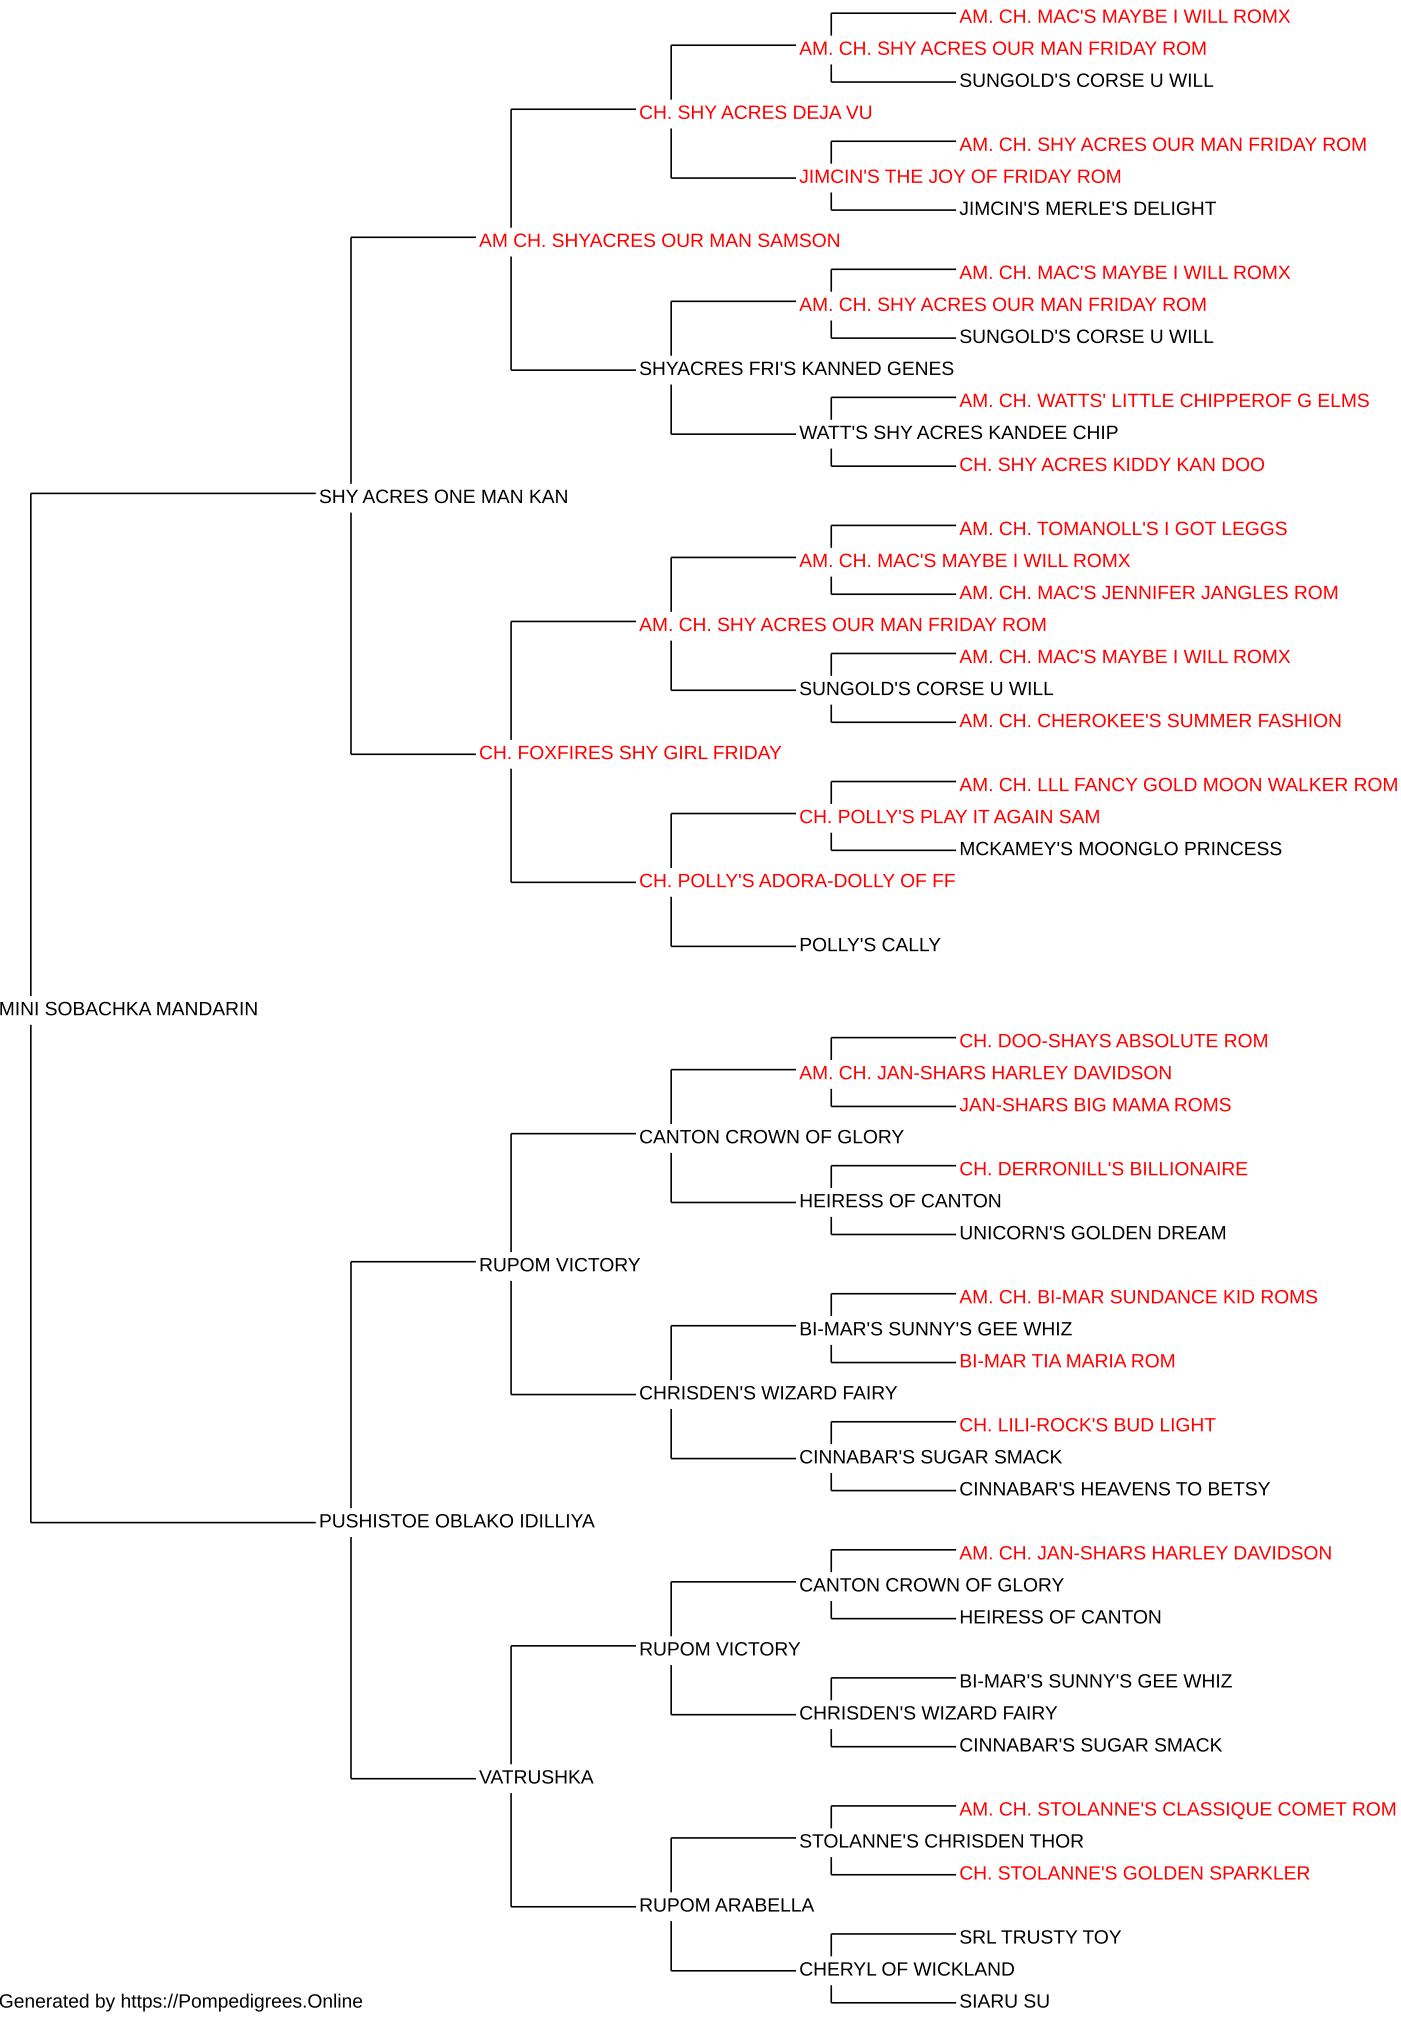 AM. CH. MAC'S MAYBE I WILL ROMX
AM. CH. SHY ACRES OUR MAN FRIDAY ROM
SUNGOLD'S CORSE U WILL
CH. SHY ACRES DEJA VU
AM. CH. SHY ACRES OUR MAN FRIDAY ROM
JIMCIN'S THE JOY OF FRIDAY ROM
JIMCIN'S MERLE'S DELIGHT
AM CH. SHYACRES OUR MAN SAMSON
AM. CH. MAC'S MAYBE I WILL ROMX
AM. CH. SHY ACRES OUR MAN FRIDAY ROM
SUNGOLD'S CORSE U WILL
SHYACRES FRI'S KANNED GENES
AM. CH. WATTS' LITTLE CHIPPEROF G ELMS
WATT'S SHY ACRES KANDEE CHIP
CH. SHY ACRES KIDDY KAN DOO
SHY ACRES ONE MAN KAN
AM. CH. TOMANOLL'S I GOT LEGGS
AM. CH. MAC'S MAYBE I WILL ROMX
AM. CH. MAC'S JENNIFER JANGLES ROM
AM. CH. SHY ACRES OUR MAN FRIDAY ROM
AM. CH. MAC'S MAYBE I WILL ROMX
SUNGOLD'S CORSE U WILL
AM. CH. CHEROKEE'S SUMMER FASHION
CH. FOXFIRES SHY GIRL FRIDAY
AM. CH. LLL FANCY GOLD MOON WALKER ROM
CH. POLLY'S PLAY IT AGAIN SAM
MCKAMEY'S MOONGLO PRINCESS
CH. POLLY'S ADORA-DOLLY OF FF
POLLY'S CALLY
MINI SOBACHKA MANDARIN
CH. DOO-SHAYS ABSOLUTE ROM
AM. CH. JAN-SHARS HARLEY DAVIDSON
JAN-SHARS BIG MAMA ROMS
CANTON CROWN OF GLORY
CH. DERRONILL'S BILLIONAIRE
HEIRESS OF CANTON
UNICORN'S GOLDEN DREAM
RUPOM VICTORY
AM. CH. BI-MAR SUNDANCE KID ROMS
BI-MAR'S SUNNY'S GEE WHIZ
BI-MAR TIA MARIA ROM
CHRISDEN'S WIZARD FAIRY
CH. LILI-ROCK'S BUD LIGHT
CINNABAR'S SUGAR SMACK
CINNABAR'S HEAVENS TO BETSY
PUSHISTOE OBLAKO IDILLIYA
AM. CH. JAN-SHARS HARLEY DAVIDSON
CANTON CROWN OF GLORY
HEIRESS OF CANTON
RUPOM VICTORY
BI-MAR'S SUNNY'S GEE WHIZ
CHRISDEN'S WIZARD FAIRY
CINNABAR'S SUGAR SMACK
VATRUSHKA
AM. CH. STOLANNE'S CLASSIQUE COMET ROM
STOLANNE'S CHRISDEN THOR
CH. STOLANNE'S GOLDEN SPARKLER
RUPOM ARABELLA
SRL TRUSTY TOY
CHERYL OF WICKLAND
SIARU SU
Generated by https://Pompedigrees.Online